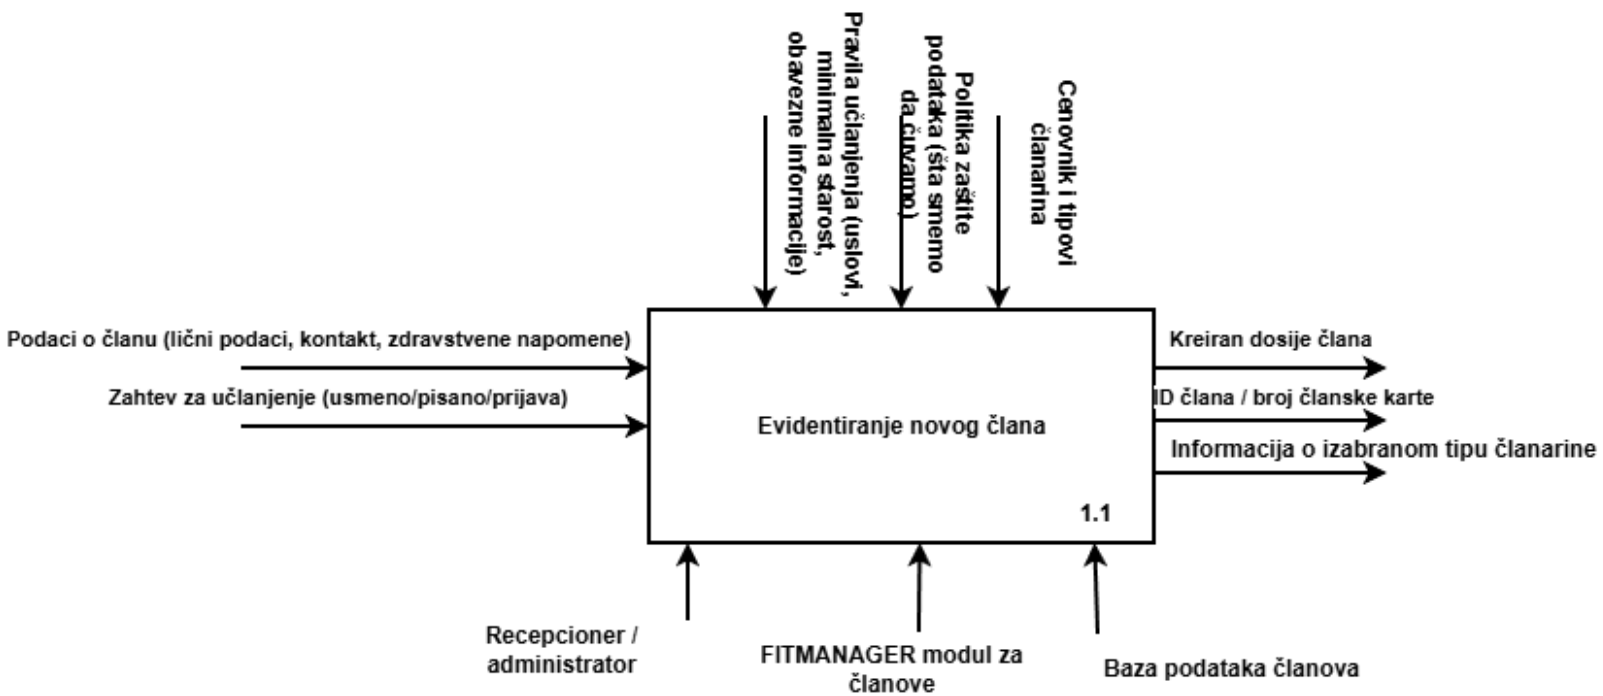 Pravila učlanjenja (uslovi,
minimalna starost,
obavezne informacije)
Politika zaštite
podataka (šta smemo
da čuvamo)
Cenovnik i tipovi
članarina
Podaci o članu (lični podaci, kontakt, zdravstvene napomene)
Zahtev za učlanjenje (usmeno/pisano/prijava)
Evidentiranje novog člana
1.1
Kreiran dosije člana
ID člana / broj članske karte
Informacija o izabranom tipu članarine
Recepcioner /
administrator
FITMANAGER modul za
članove
Baza podataka članova